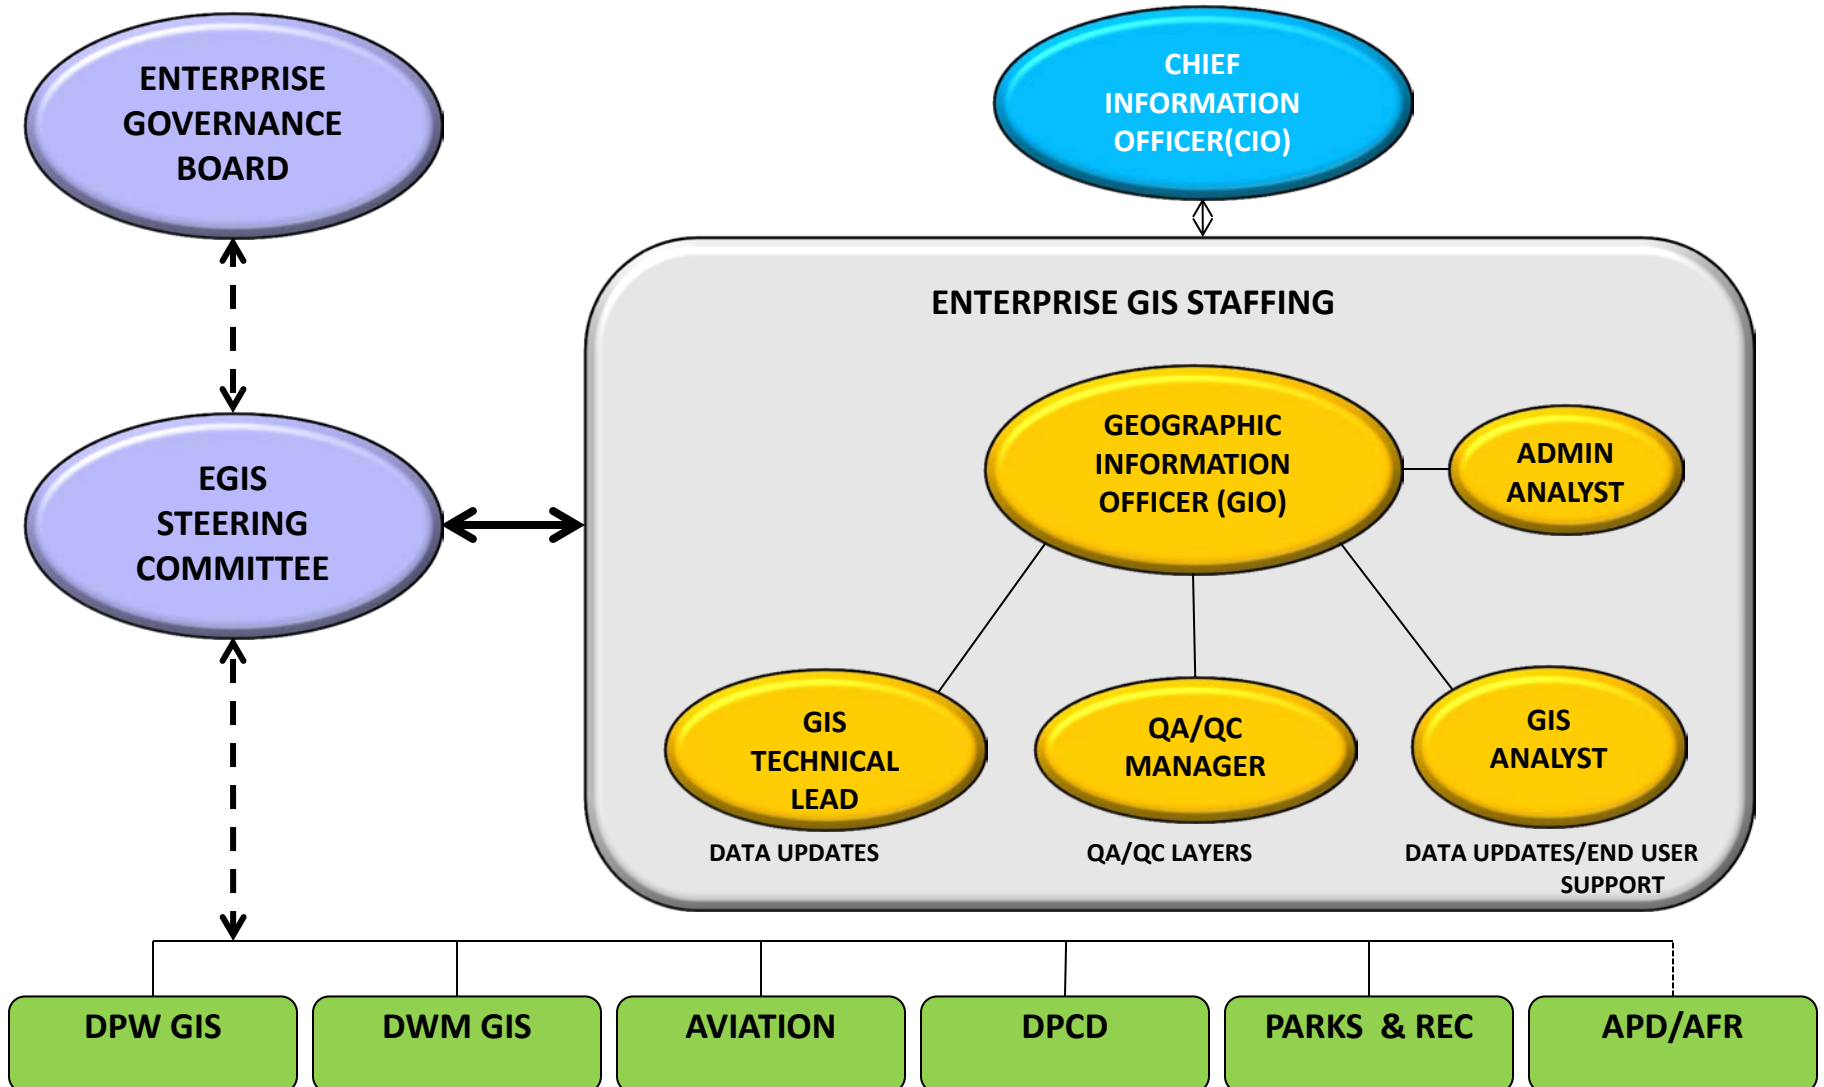 ENTERPRISE
GOVERNANCE
BOARD
CHIEF
INFORMATION
OFFICER(CIO)
ENTERPRISE GIS STAFFING
GEOGRAPHIC
INFORMATION
OFFICER (GIO)
ADMIN
ANALYST
EGIS
STEERING
COMMITTEE
GIS
TECHNICAL
LEAD
QA/QC
MANAGER
GIS
ANALYST
DATA UPDATES
QA/QC LAYERS
DATA UPDATES/END USER
SUPPORT
DPW GIS
DWM GIS
AVIATION
DPCD
PARKS & REC
APD/AFR